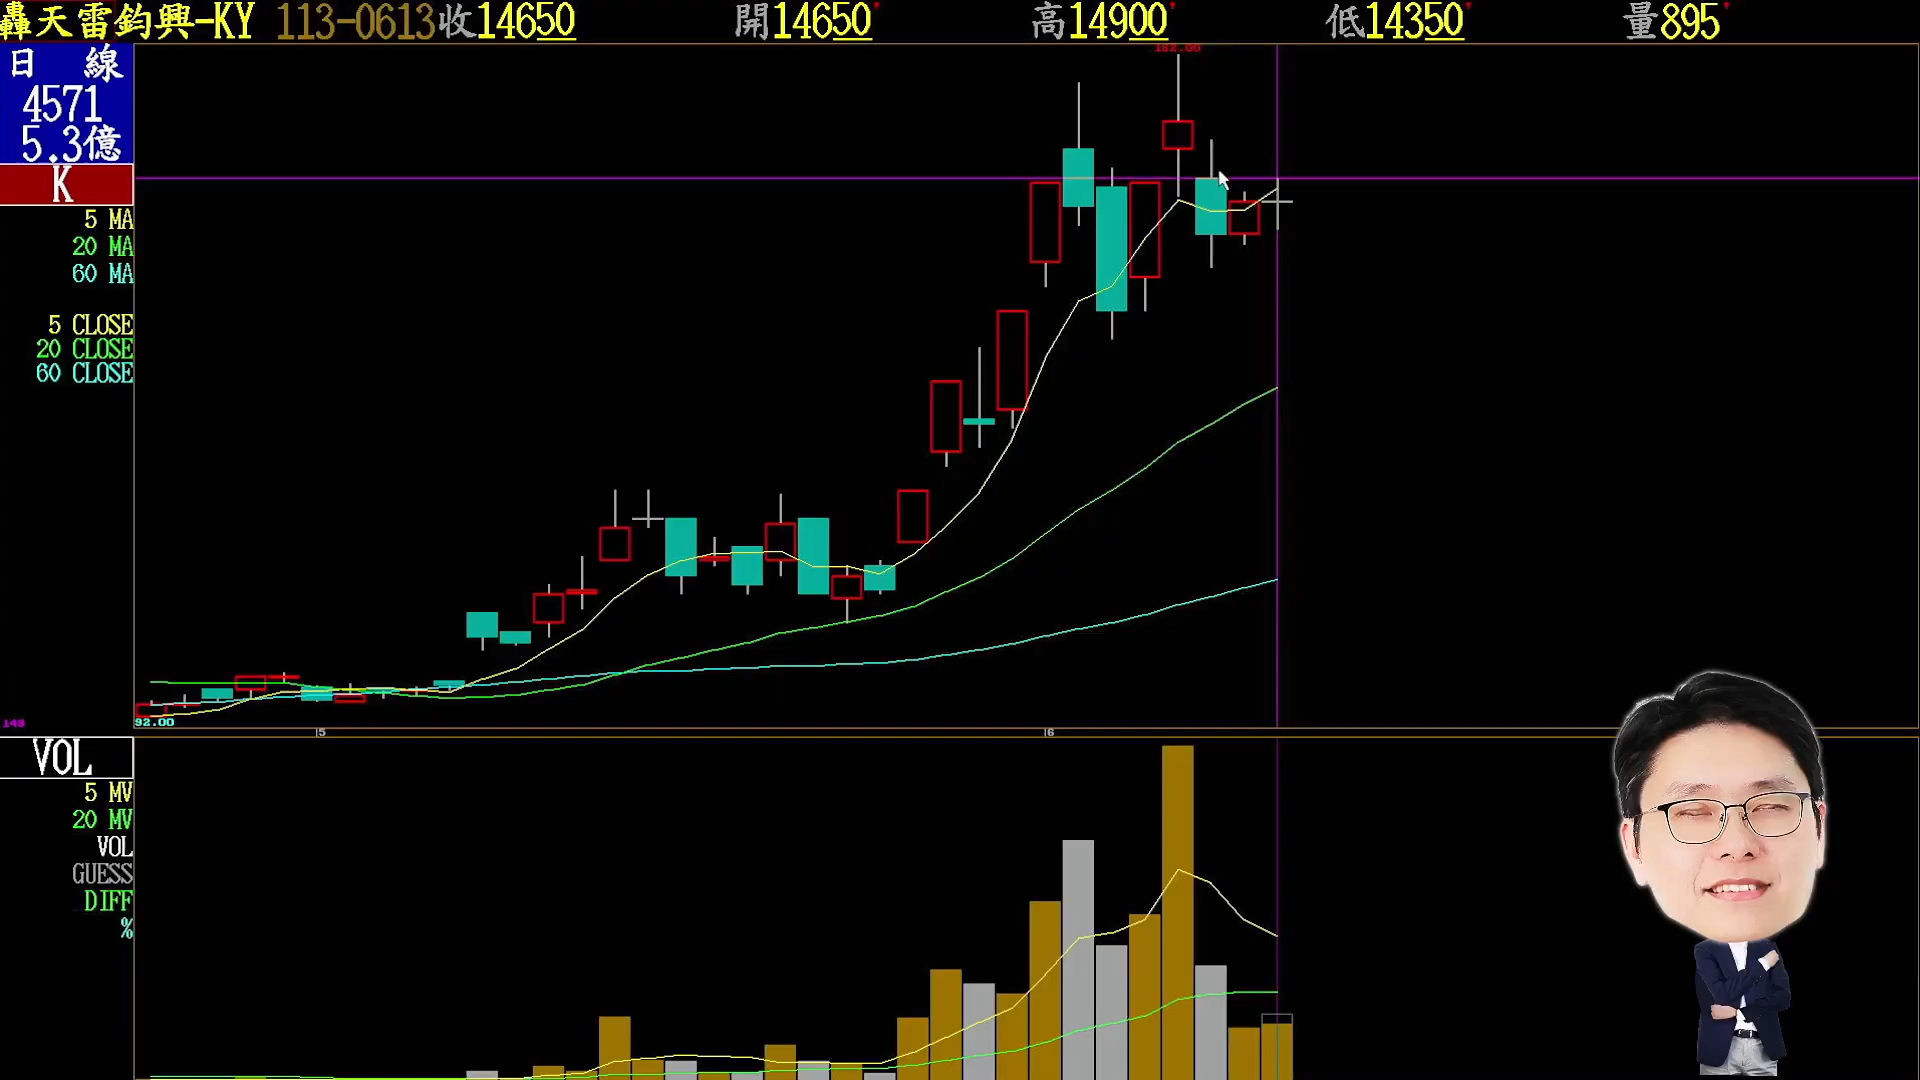 轟天雷鈞興-KY 113-0613收14650 開14650 高14900 低14350 量895
日 線
4571
5.3億
K
5 MA
20 MA
60 MA
5 CLOSE
20 CLOSE
60 CLOSE
162.00
149
92.00
5
6
VOL
5 MV
20 MV
VOL
GUESS
DIFF
%